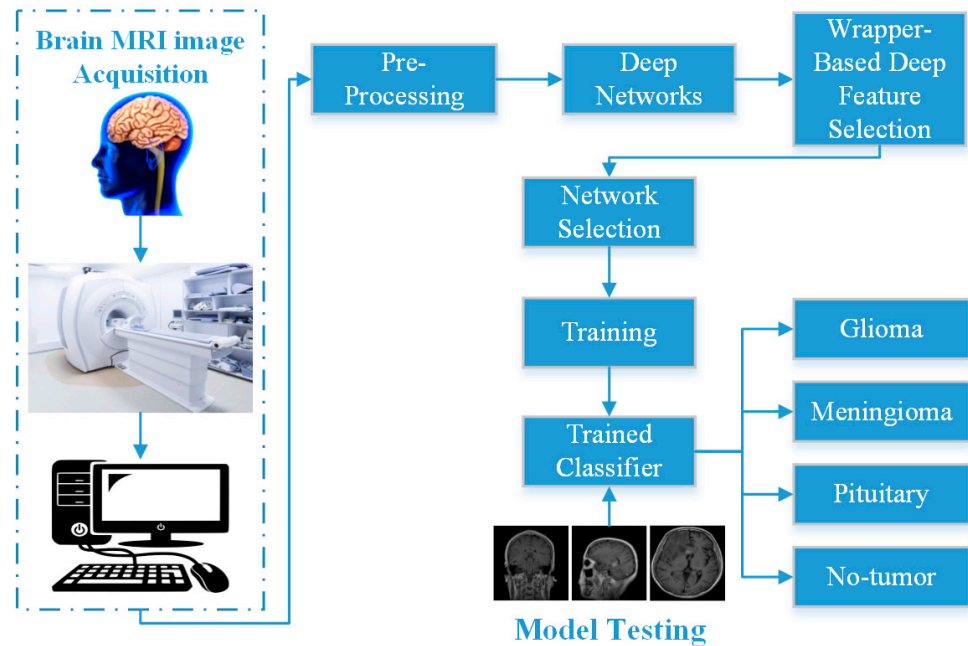 Brain MRI image
Acquisition
Pre-
Processing
Deep
Networks
Wrapper-
Based Deep
Feature
Selection
Network
Selection
Training
Trained
Classifier
Glioma
Meningioma
Pituitary
No-tumor
Model Testing